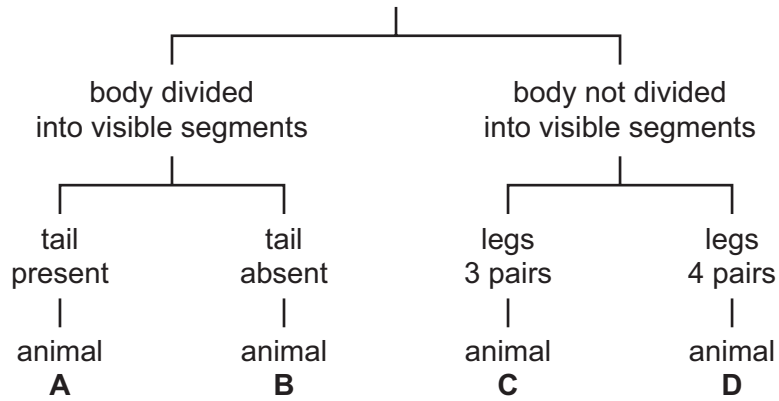 body divided
into visible segments
body not divided
into visible segments
tail
present
tail
absent
legs
3 pairs
legs
4 pairs
animal
A
animal
B
animal
C
animal
D